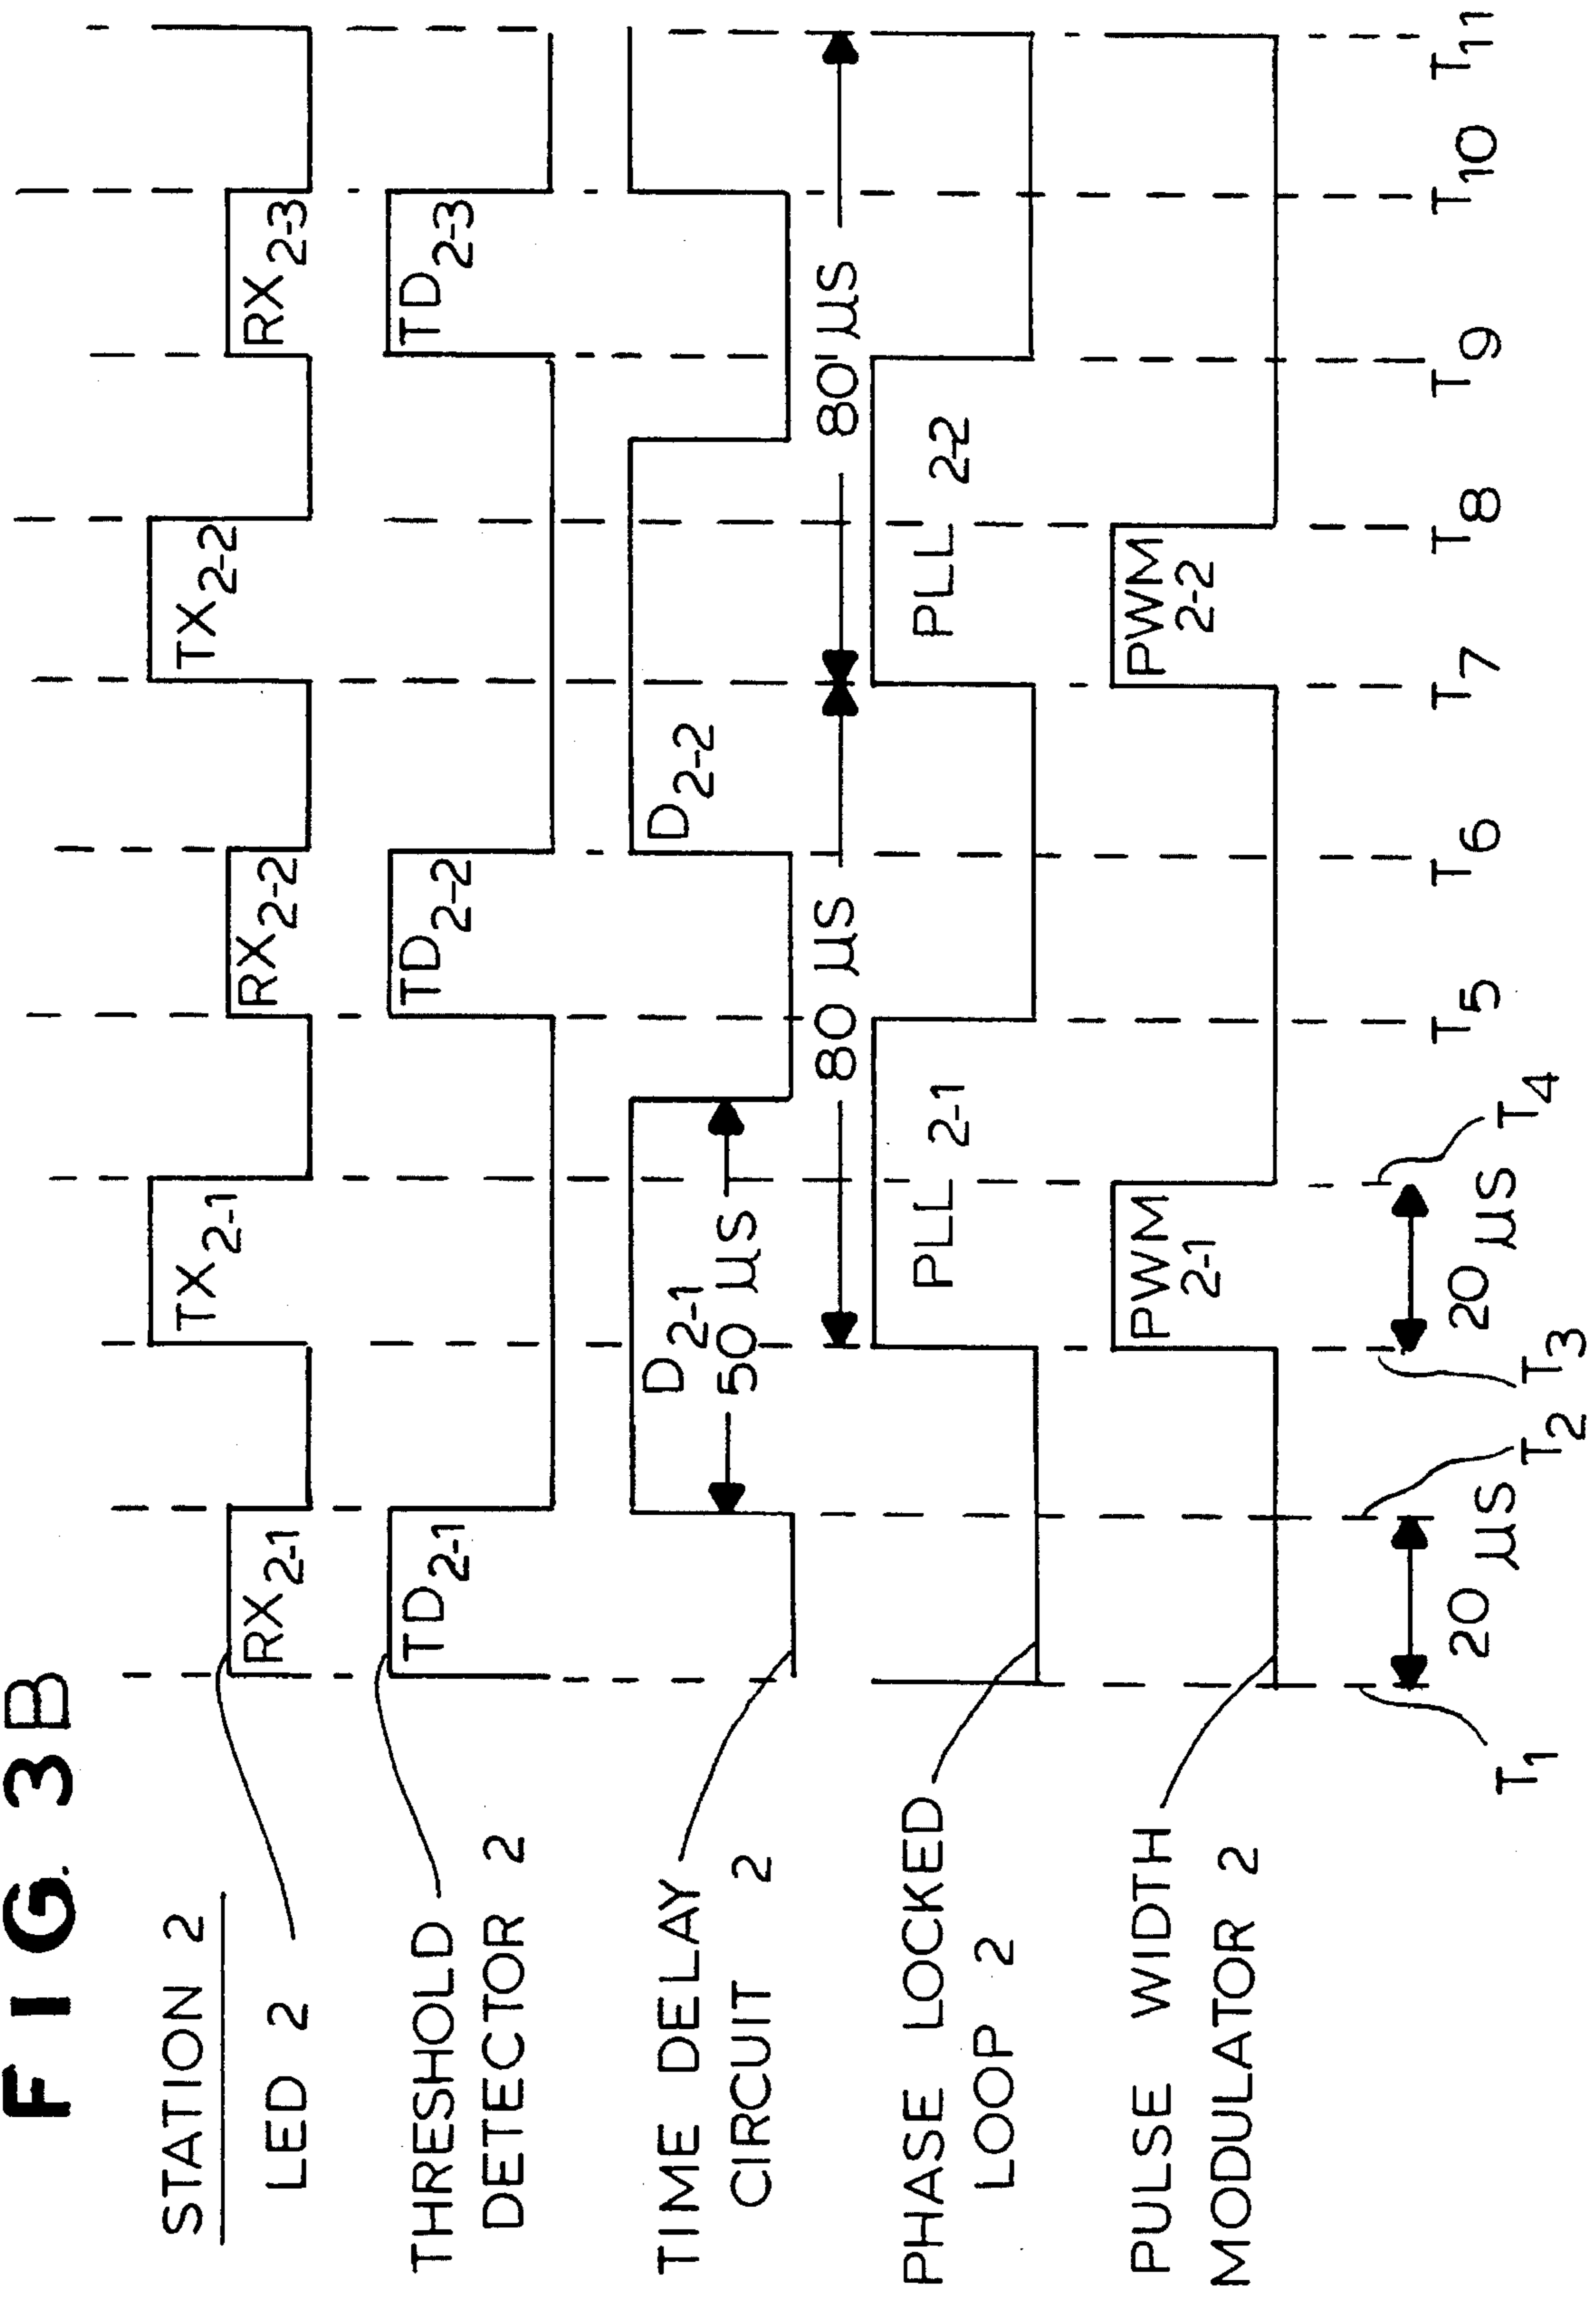 FIG. 3B
STATION 2
LED 2
RX2-1
TX2-1
RX2-2
TX2-2
RX2-3
THRESHOLD
DETECTOR 2
TD2-1
TD2-2
TD2-3
TIME DELAY
CIRCUIT 2
D2-1
50 µS
D2-2
80 µS
80 µS
PHASE LOCKED
LOOP 2
PLL 2-1
PLL 2-2
PULSE WIDTH
MODULATOR 2
PWM
2-1
PWM
2-2
T1
20 µS
T2
T3
20 µS
T4
T5
T6
T7
T8
T9
T10
T11